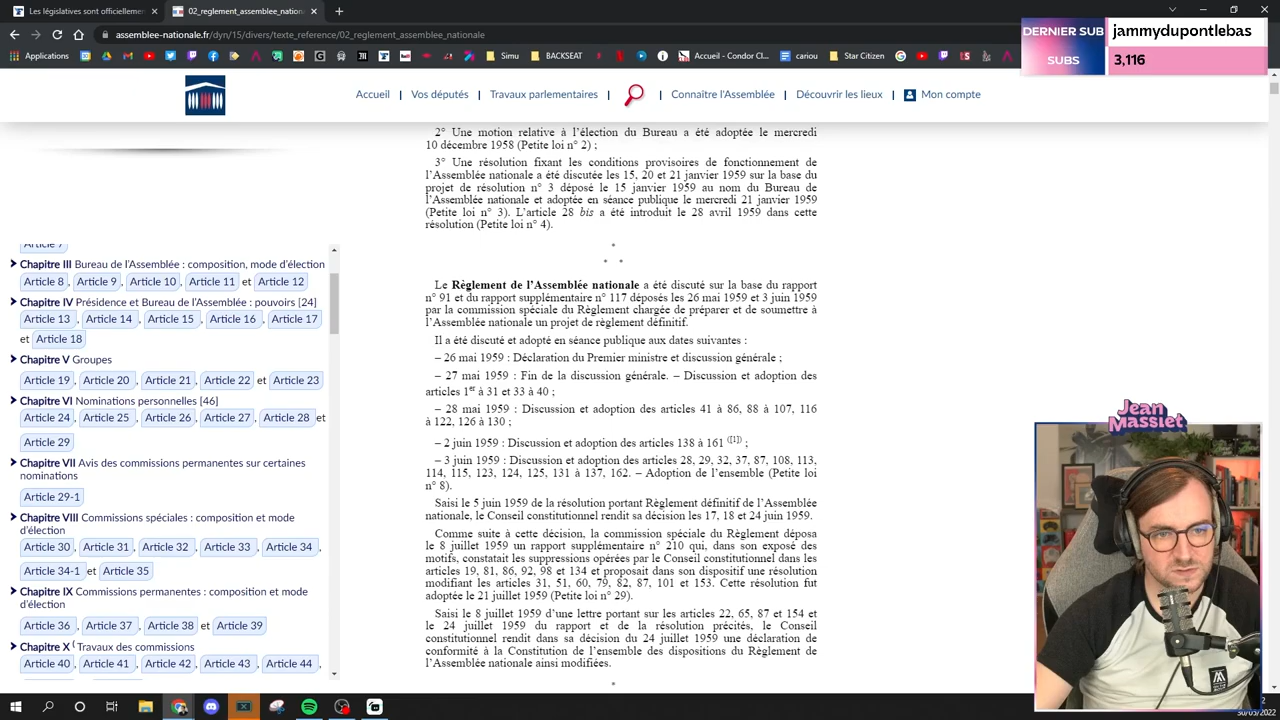 Les législatives sont officiellemen
02_reglement_assemblee_nation
assemblee-nationale.fr/dyn/15/divers/texte_reference/02_reglement_assemblee_nationale
Applications
Simu
BACKSEAT
Accueil - Condor Cl...
cariou
Star Citizen
DERNIER SUB
jammydupontlebas
SUBS
3,116
Accueil | Vos députés | Travaux parlementaires | | Connaître l'Assemblée | Découvrir les lieux | Mon compte
Article 7
Chapitre III Bureau de l'Assemblée : composition, mode d'élection
Article 8, Article 9, Article 10, Article 11 et Article 12
Chapitre IV Présidence et Bureau de l'Assemblée : pouvoirs [24]
Article 13, Article 14, Article 15, Article 16, Article 17
et Article 18
Chapitre V Groupes
Article 19, Article 20, Article 21, Article 22 et Article 23
Chapitre VI Nominations personnelles [46]
Article 24, Article 25, Article 26, Article 27, Article 28 et
Article 29
Chapitre VII Avis des commissions permanentes sur certaines
nominations
Article 29-1
Chapitre VIII Commissions spéciales : composition et mode
d'élection
Article 30, Article 31, Article 32, Article 33, Article 34,
Article 34-1 et Article 35
Chapitre IX Commissions permanentes : composition et mode
d'élection
Article 36, Article 37, Article 38 et Article 39
Chapitre X ( Travaux des commissions
Article 40, Article 41, Article 42, Article 43, Article 44,
2° Une motion relative à l'élection du Bureau a été adoptée le mercredi
10 décembre 1958 (Petite loi n° 2) ;
3° Une résolution fixant les conditions provisoires de fonctionnement de
l'Assemblée nationale a été discutée les 15, 20 et 21 janvier 1959 sur la base du
projet de résolution n° 3 déposé le 15 janvier 1959 au nom du Bureau de
l'Assemblée nationale et adoptée en séance publique le mercredi 21 janvier 1959
(Petite loi n° 3). L'article 28 bis a été introduit le 28 avril 1959 dans cette
résolution (Petite loi n° 4).
*
* *
Le Règlement de l'Assemblée nationale a été discuté sur la base du rapport
n° 91 et du rapport supplémentaire n° 117 déposés les 26 mai 1959 et 3 juin 1959
par la commission spéciale du Règlement chargée de préparer et de soumettre à
l'Assemblée nationale un projet de règlement définitif.
Il a été discuté et adopté en séance publique aux dates suivantes :
– 26 mai 1959 : Déclaration du Premier ministre et discussion générale ;
– 27 mai 1959 : Fin de la discussion générale. – Discussion et adoption des
articles 1er à 31 et 33 à 40 ;
– 28 mai 1959 : Discussion et adoption des articles 41 à 86, 88 à 107, 116
à 122, 126 à 130 ;
– 2 juin 1959 : Discussion et adoption des articles 138 à 161 ([1]) ;
– 3 juin 1959 : Discussion et adoption des articles 28, 29, 32, 37, 87, 108, 113,
114, 115, 123, 124, 125, 131 à 137, 162. – Adoption de l'ensemble (Petite loi
n° 8).
Saisi le 5 juin 1959 de la résolution portant Règlement définitif de l'Assemblée
nationale, le Conseil constitutionnel rendit sa décision les 17, 18 et 24 juin 1959.
Comme suite à cette décision, la commission spéciale du Règlement déposa
le 8 juillet 1959 un rapport supplémentaire n° 210 qui, dans son exposé des
motifs, constatait les suppressions opérées par le Conseil constitutionnel dans les
articles 19, 81, 86, 92, 98 et 134 et proposait dans son dispositif une résolution
modifiant les articles 31, 51, 60, 79, 82, 87, 101 et 153. Cette résolution fut
adoptée le 21 juillet 1959 (Petite loi n° 29).
Saisi le 8 juillet 1959 d'une lettre portant sur les articles 22, 65, 87 et 154 et
le 24 juillet 1959 du rapport et de la résolution précités, le Conseil
constitutionnel rendit dans sa décision du 24 juillet 1959 une déclaration de
conformité à la Constitution de l'ensemble des dispositions du Règlement de
l'Assemblée nationale ainsi modifiées.
*
Jean
Massiet
30/05/2022